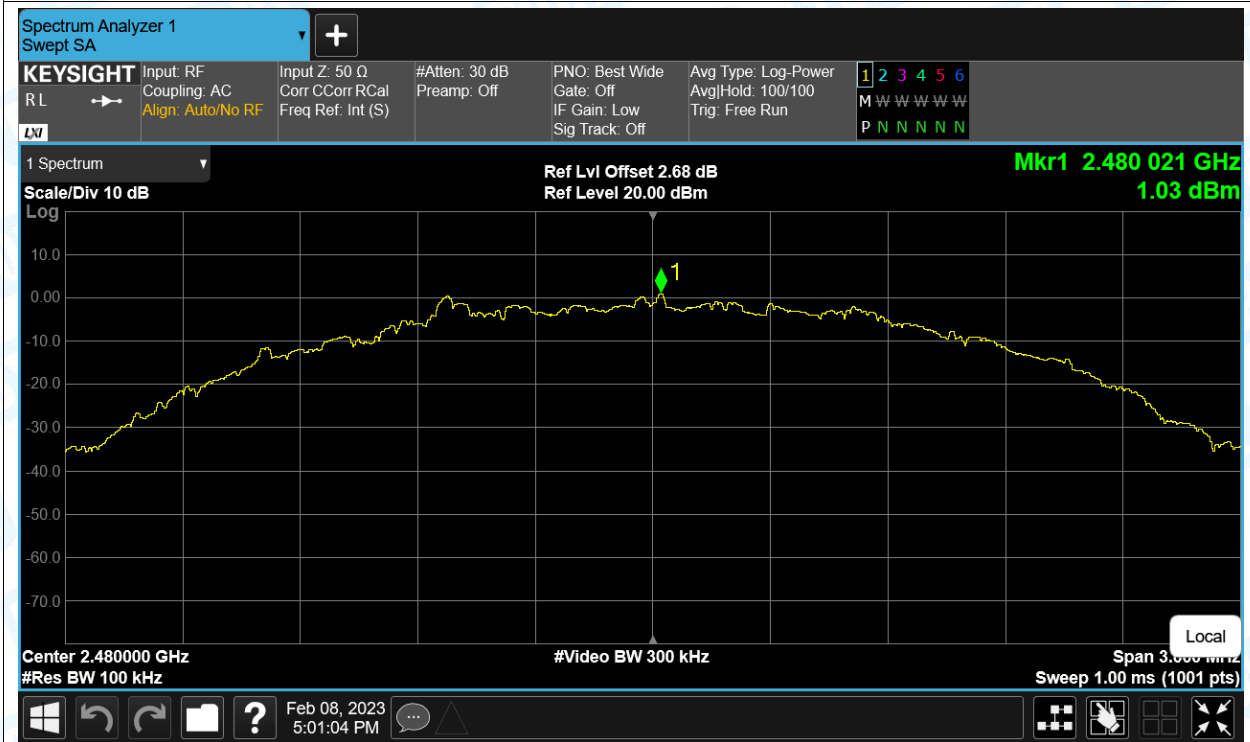 Spectrum Analyzer 1
Swept SA
KEYSIGHT
R L
LXI
Input: RF
Coupling: AC
Align: Auto/No RF
Input Z: 50 Ω
Corr CCorr RCal
Freq Ref: Int (S)
#Atten: 30 dB
Preamp: Off
PNO: Best Wide
Gate: Off
IF Gain: Low
Sig Track: Off
Avg Type: Log-Power
Avg|Hold: 100/100
Trig: Free Run
1 2 3 4 5 6
M W W W W W
P N N N N N
1 Spectrum
Scale/Div 10 dB
Ref Lvl Offset 2.68 dB
Ref Level 20.00 dBm
Mkr1 2.480 021 GHz
1.03 dBm
Log
10.0
0.00
-10.0
-20.0
-30.0
-40.0
-50.0
-60.0
-70.0
1
Local
Center 2.480000 GHz
#Video BW 300 kHz
Span 3.000 MHz
#Res BW 100 kHz
Sweep 1.00 ms (1001 pts)
?
Feb 08, 2023
5:01:04 PM